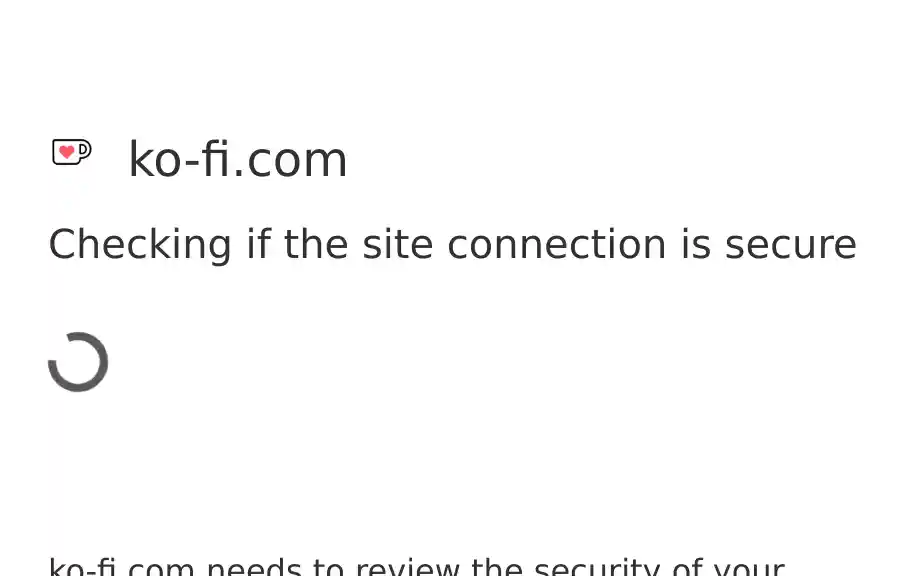 ko-fi.com
Checking if the site connection is secure
ko-fi.com needs to review the security of your